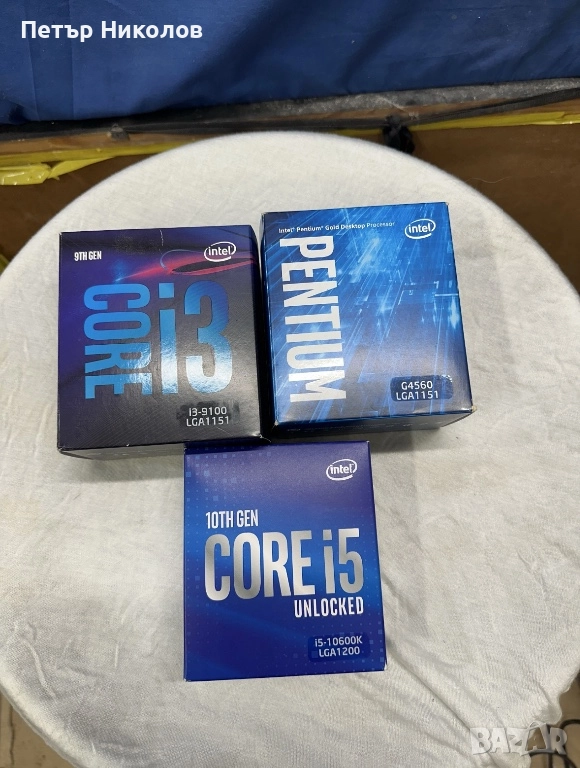 Петър Николов
9TH GEN
intel
CORE i3
i3-9100
LGA1151
Intel® Pentium® Gold Desktop Processor
intel
PENTIUM
G4560
LGA1151
intel
10TH GEN
CORE i5
UNLOCKED
i5-10600K
LGA1200
BAZAR